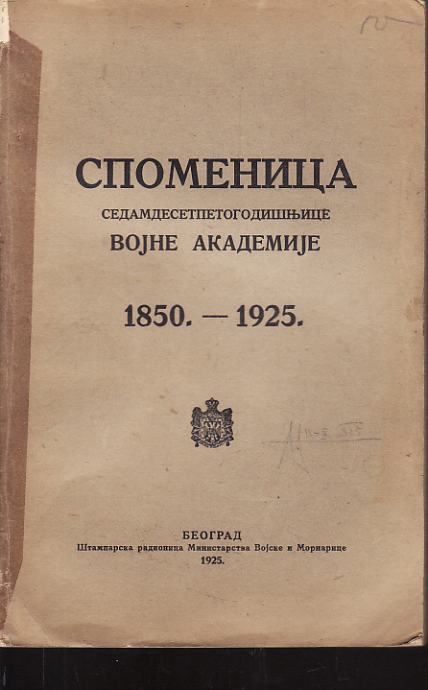 СПОМЕНИЦА
СЕДАМДЕСЕТПЕТОГОДИШЊИЦЕ
ВОЈНЕ АКАДЕМИЈЕ
1850. — 1925.
БЕОГРАД
Штампарска радионица Министарства Војске и Морнарице
1925.